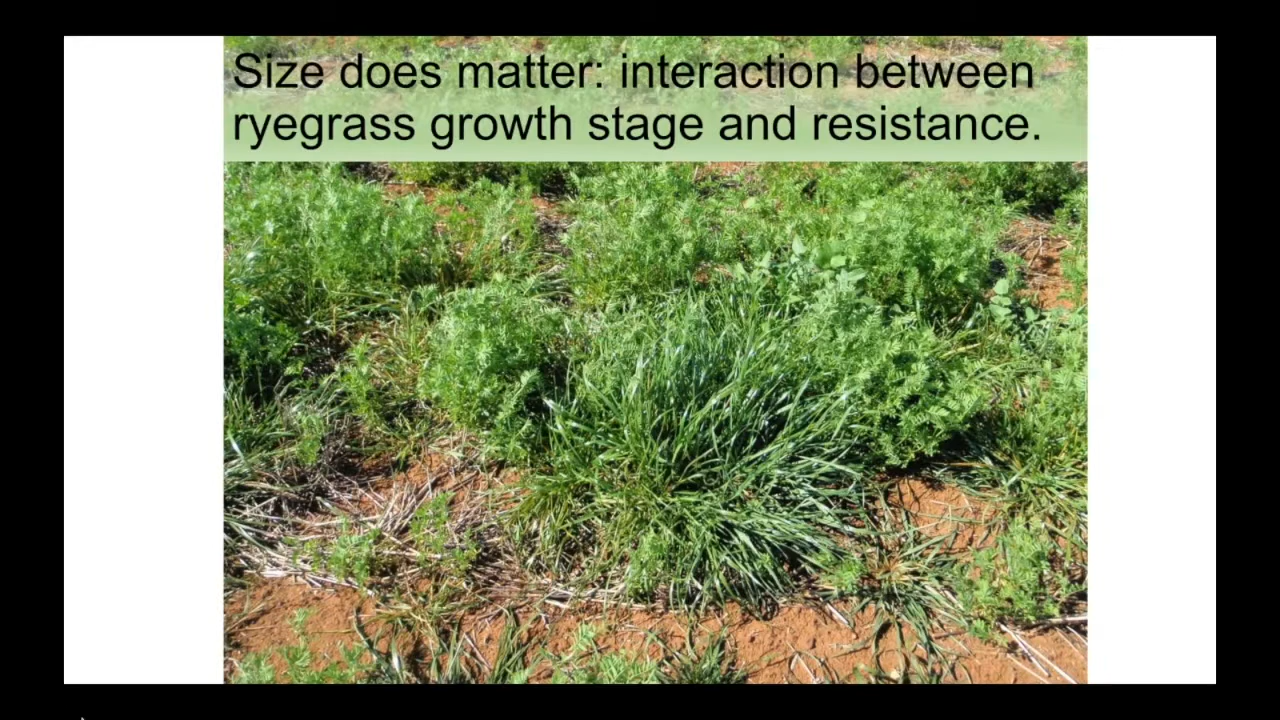 Size does matter: interaction between
ryegrass growth stage and resistance.